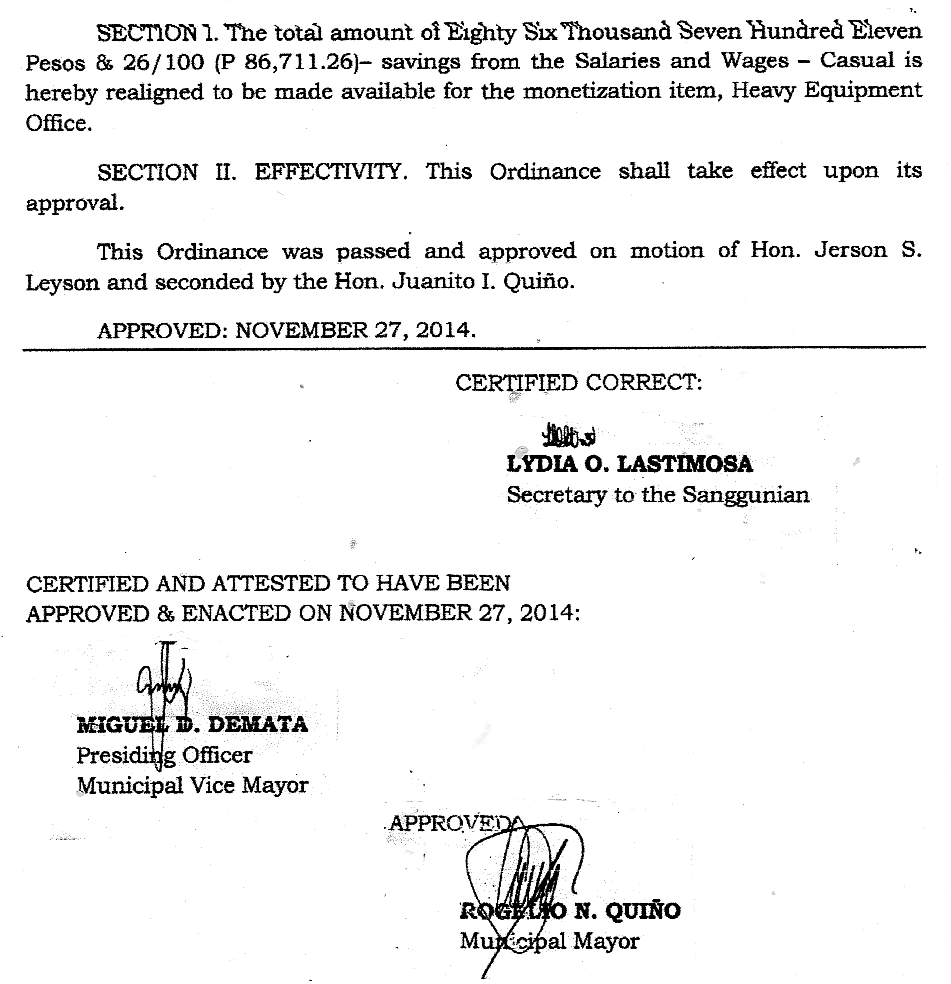 SECTION I. The total amount of Eighty Six Thousand Seven Hundred Eleven
Pesos & 26/100 (P 86,711.26)– savings from the Salaries and Wages – Casual is
hereby realigned to be made available for the monetization item, Heavy Equipment
Office.
SECTION II. EFFECTIVITY. This Ordinance shall take effect upon its
approval.
This Ordinance was passed and approved on motion of Hon. Jerson S.
Leyson and seconded by the Hon. Juanito I. Quiño.
APPROVED: NOVEMBER 27, 2014.
CERTIFIED CORRECT:
LYDIA O. LASTIMOSA
Secretary to the Sanggunian
CERTIFIED AND ATTESTED TO HAVE BEEN
APPROVED & ENACTED ON NOVEMBER 27, 2014:
MIGUEL D. DEMATA
Presiding Officer
Municipal Vice Mayor
APPROVED
ROGELIO N. QUIÑO
Municipal Mayor